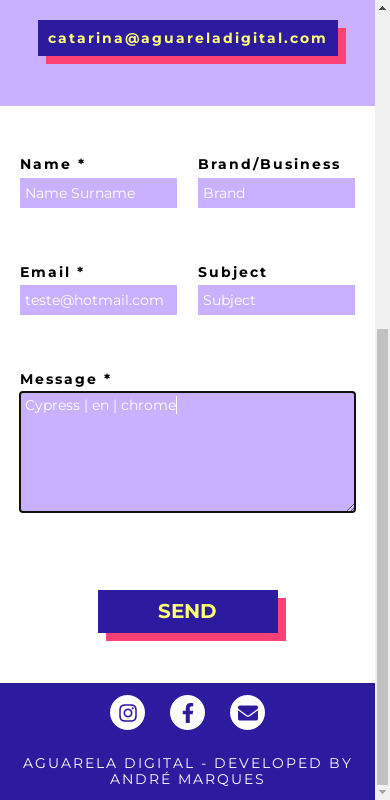 catarina@aguareladigital.com
Name * Brand/Business
Name Surname Brand
Email * Subject
teste@hotmail.com Subject
Message *
Cypress | en | chrome
SEND
AGUARELA DIGITAL - DEVELOPED BY
ANDRÉ MARQUES